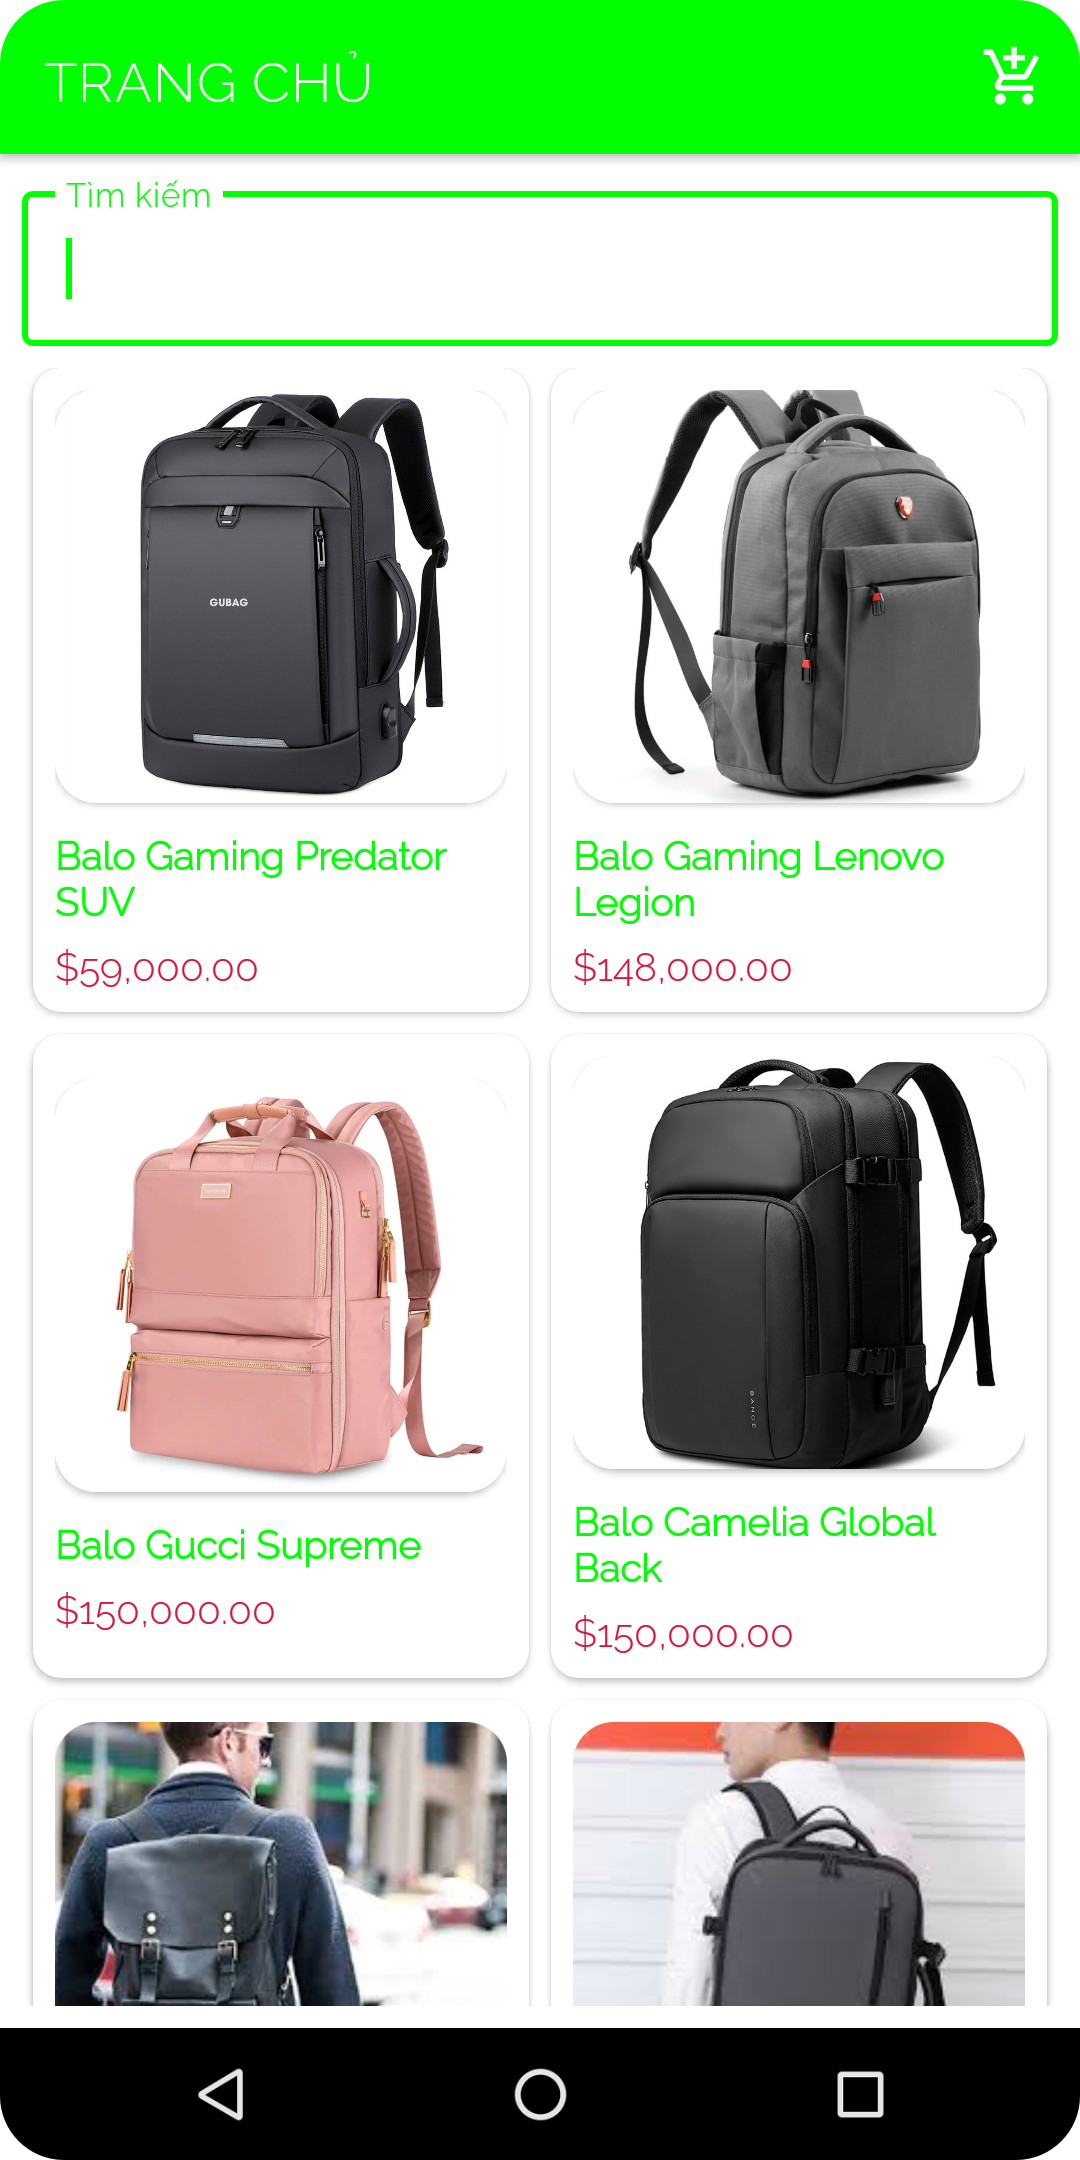 TRANG CHỦ
Tìm kiếm
GUBAG
Balo Gaming Predator
SUV
$59,000.00
Balo Gaming Lenovo
Legion
$148,000.00
BANGE
Balo Gucci Supreme
$150,000.00
Balo Camelia Global
Back
$150,000.00